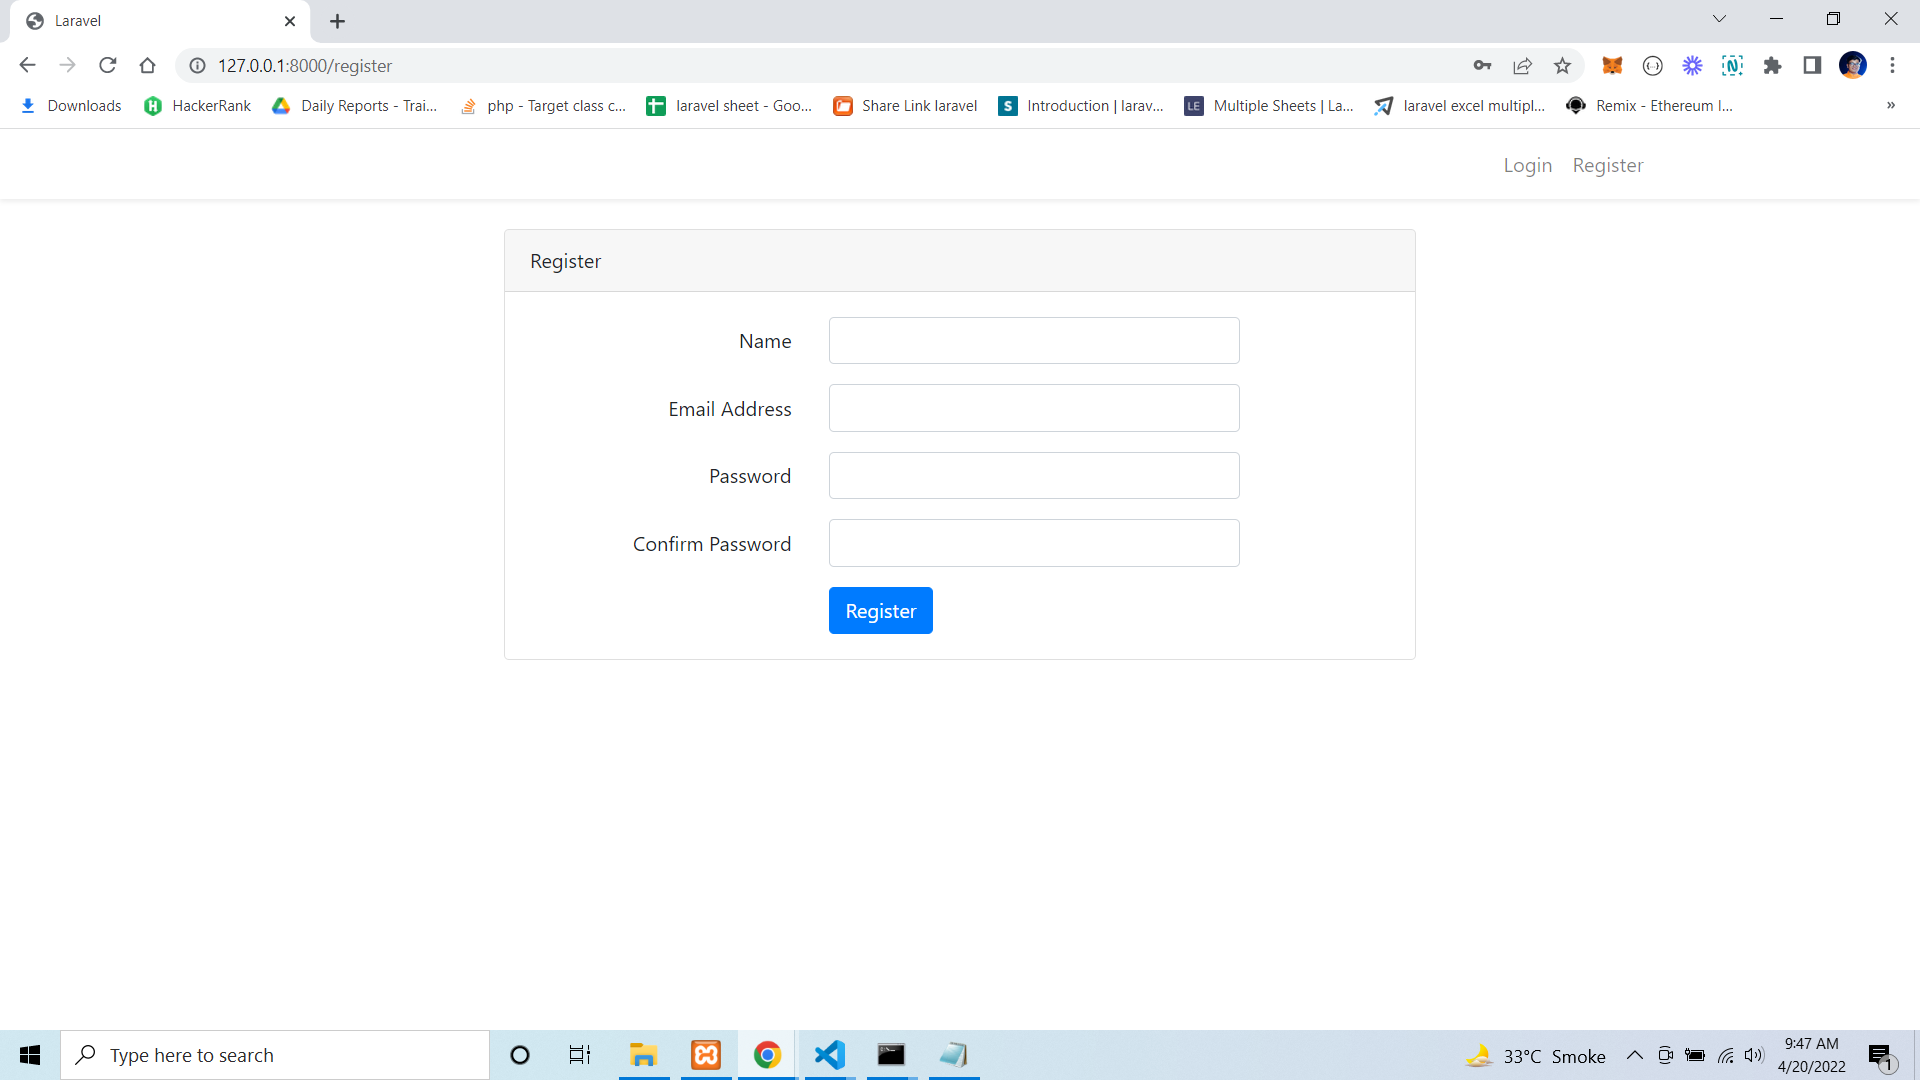 Laravel
127.0.0.1:8000/register
Downloads
HackerRank
Daily Reports - Trai...
php - Target class c...
laravel sheet - Goo...
Share Link laravel
S
Introduction | larav...
LE
Multiple Sheets | La...
laravel excel multipl...
Remix - Ethereum I...
»
Login Register
Register
Name
Email Address
Password
Confirm Password
Register
Type here to search
33°C Smoke
9:47 AM
4/20/2022
1